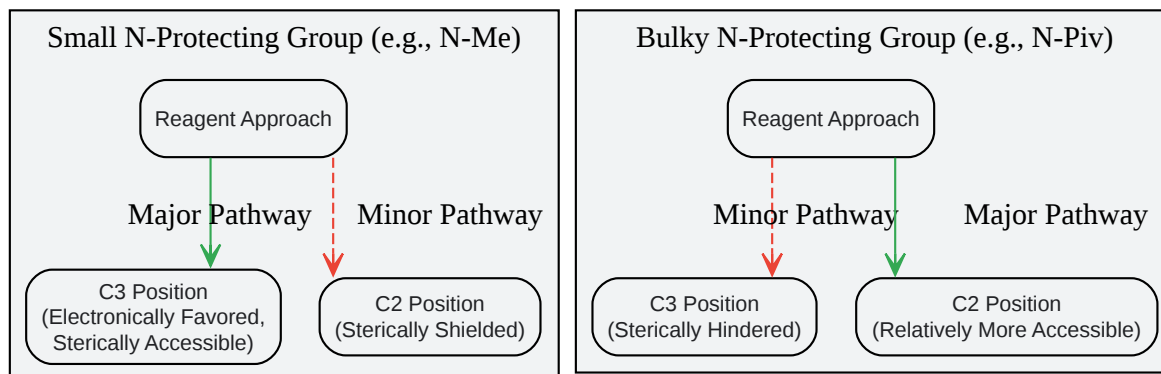 Small N-Protecting Group (e.g., N-Me)
Reagent Approach
Major Pathway
Minor Pathway
C3 Position
(Electronically Favored,
Sterically Accessible)
C2 Position
(Sterically Shielded)
Bulky N-Protecting Group (e.g., N-Piv)
Reagent Approach
Minor Pathway
Major Pathway
C3 Position
(Sterically Hindered)
C2 Position
(Relatively More Accessible)